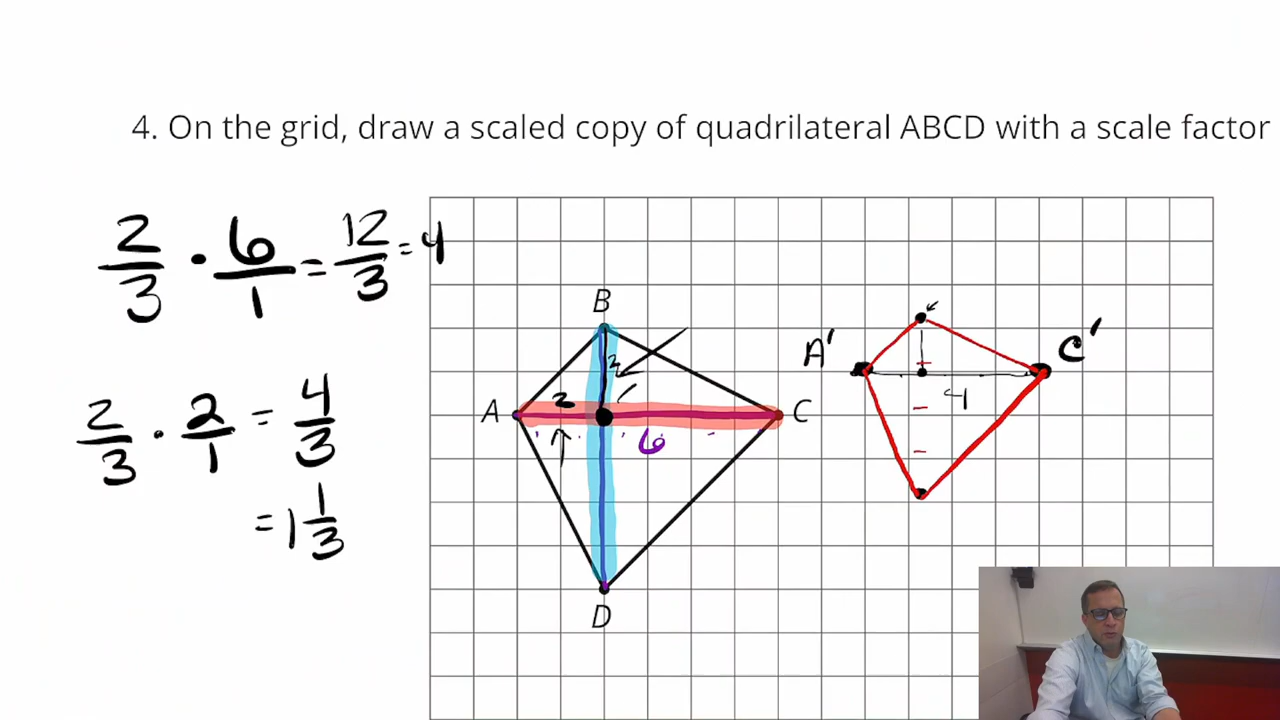 4. On the grid, draw a scaled copy of quadrilateral ABCD with a scale factor
2/3 · 6/1 = 12/3 = 4
B
A'
C'
2
A
2
C
4
6
2/3 · 2/1 = 4/3
= 1 1/3
D